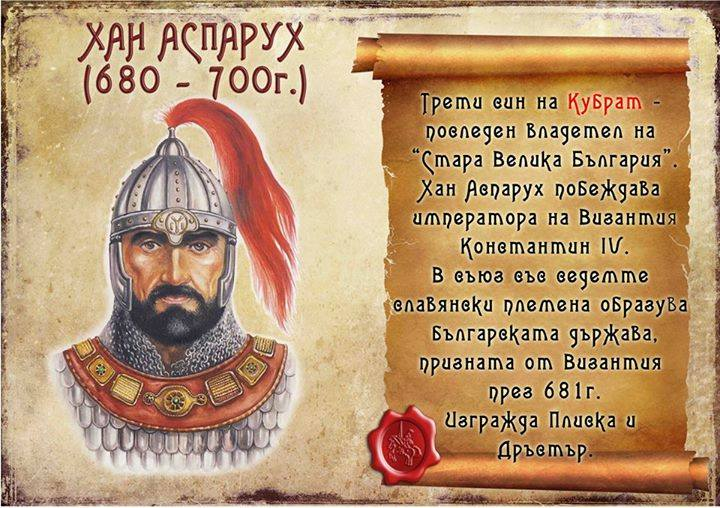 ХАН АСПАРУХ
(680 - 700г.)
Трети син на Кубрат -
последен владетел на
"Стара Велика България".
Хан Аспарух побеждава
императора на Византия
Константин IV.
В съюз със седемте
славянски племена образува
Българската държава,
призната от Византия
през 681г.
Изгражда Плиска и
Дръстър.